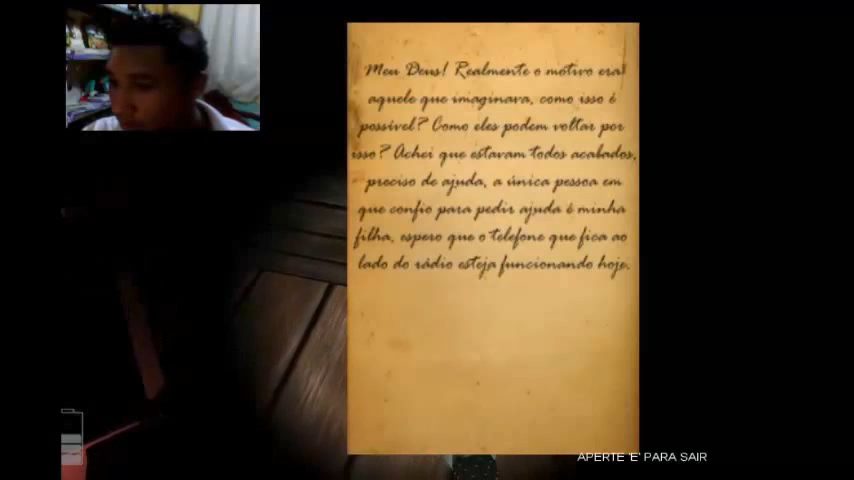 Meu Deus! Realmente o motivo era
aquele que imaginava, como isso é
possível? Como eles podem voltar por
isso? Achei que estavam todos acabados,
preciso de ajuda, a única pessoa em
que confio para pedir ajuda é minha
filha, espero que o telefone que fica ao
lado do rádio esteja funcionando hoje.
APERTE 'E' PARA SAIR